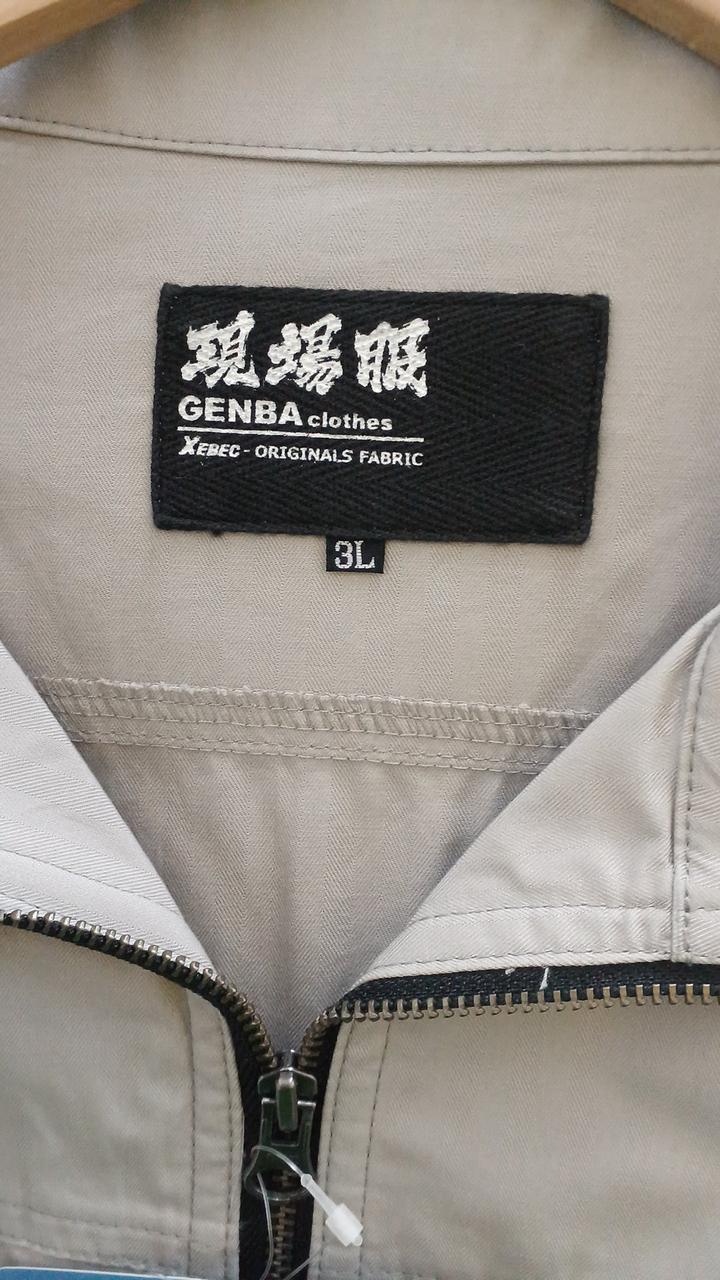 現場服
GENBA clothes
XEBEC - ORIGINALS FABRIC
3L